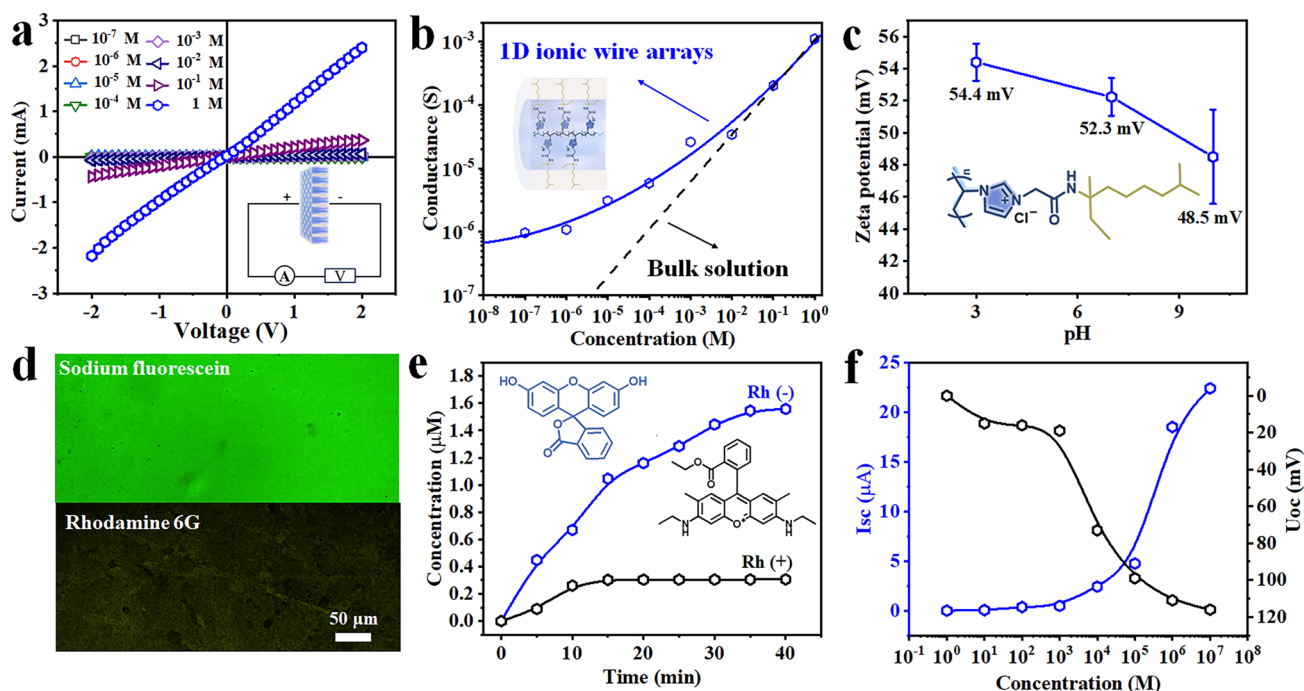 a
10⁻⁷ M 10⁻³ M
10⁻⁶ M 10⁻² M
10⁻⁵ M 10⁻¹ M
10⁻⁴ M 1 M
Current (mA)
3
2
1
0
-1
-2
-3
+ -
A V
-2 -1 0 1 2
Voltage (V)
b
1D ionic wire arrays
Bulk solution
Conductance (S)
10⁻³
10⁻⁴
10⁻⁵
10⁻⁶
10⁻⁷
10⁻⁸ 10⁻⁷ 10⁻⁶ 10⁻⁵ 10⁻⁴ 10⁻³ 10⁻² 10⁻¹ 10⁰
Concentration (M)
c
Zeta potential (mV)
56
54
52
50
48
46
44
42
40
54.4 mV
52.3 mV
48.5 mV
n
N
+
N
Cl⁻
O
H
N
3 6 9
pH
d
Sodium fluorescein
Rhodamine 6G
50 μm
e
Concentration (μM)
1.8
1.6
1.4
1.2
1.0
0.8
0.6
0.4
0.2
0.0
HO O OH
O
O
Rh (-)
O
O
N
H
O⁺
N
H
Rh (+)
0 10 20 30 40
Time (min)
f
Isc (μA)
25
20
15
10
5
0
0
20
40
60
80
100
120
Uoc (mV)
10⁻¹ 10⁰ 10¹ 10² 10³ 10⁴ 10⁵ 10⁶ 10⁷ 10⁸
Concentration (M)